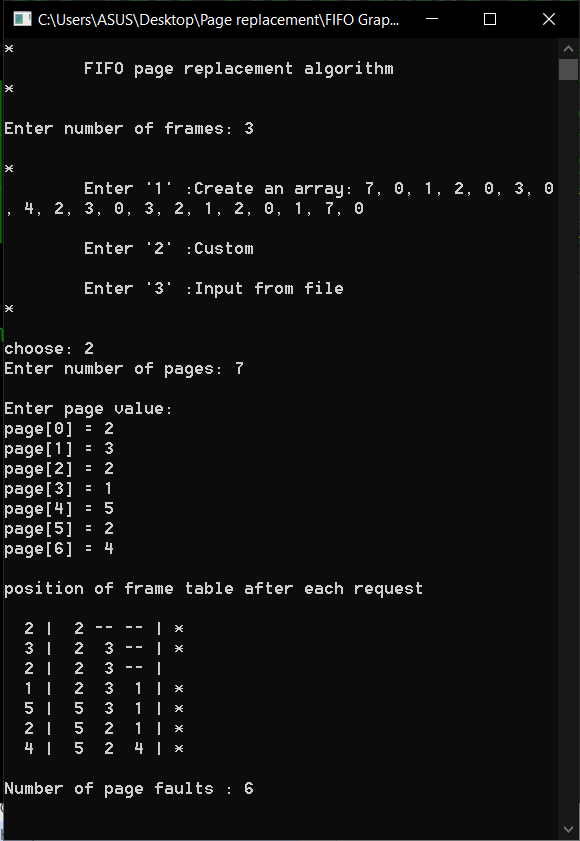 C:\Users\ASUS\Desktop\Page replacement\FIFO Grap...
*
FIFO page replacement algorithm
*
Enter number of frames: 3
*
Enter '1' :Create an array: 7, 0, 1, 2, 0, 3, 0
, 4, 2, 3, 0, 3, 2, 1, 2, 0, 1, 7, 0
Enter '2' :Custom
Enter '3' :Input from file
*
choose: 2
Enter number of pages: 7
Enter page value:
page[0] = 2
page[1] = 3
page[2] = 2
page[3] = 1
page[4] = 5
page[5] = 2
page[6] = 4
position of frame table after each request
2 | 2 -- -- | *
3 | 2 3 -- | *
2 | 2 3 -- |
1 | 2 3 1 | *
5 | 5 3 1 | *
2 | 5 2 1 | *
4 | 5 2 4 | *
Number of page faults : 6